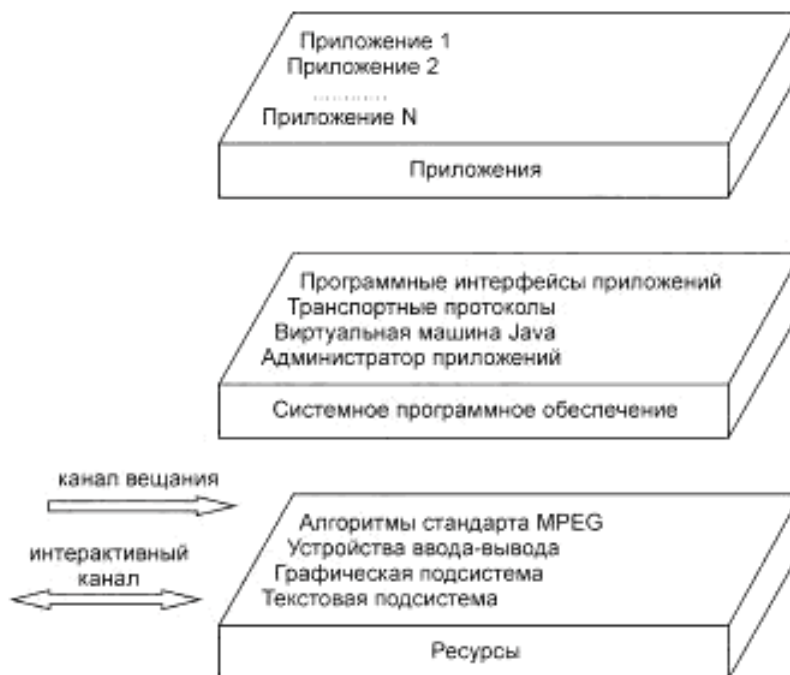 Приложение 1
Приложение 2
............
Приложение N
Приложения
Программные интерфейсы приложений
Транспортные протоколы
Виртуальная машина Java
Администратор приложений
Системное программное обеспечение
канал вещания
интерактивный
канал
Алгоритмы стандарта MPEG
Устройства ввода-вывода
Графическая подсистема
Текстовая подсистема
Ресурсы